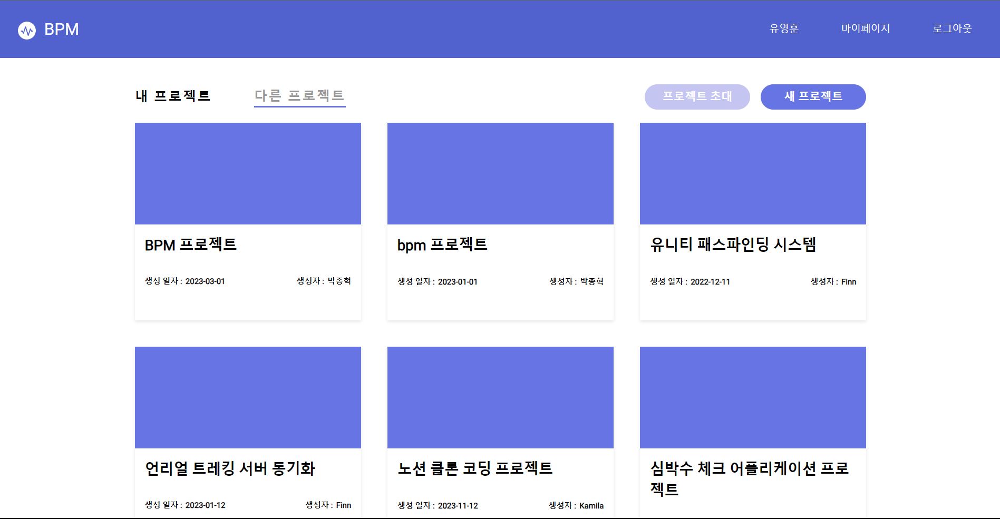 BPM
유영훈
마이페이지
로그아웃
내 프로젝트
다른 프로젝트
프로젝트 초대
새 프로젝트
BPM 프로젝트
생성 일자 : 2023-03-01
생성자 : 박종혁
bpm 프로젝트
생성 일자 : 2023-01-01
생성자 : 박종혁
유니티 패스파인딩 시스템
생성 일자 : 2022-12-11
생성자 : Finn
언리얼 트레킹 서버 동기화
생성 일자 : 2023-01-12
생성자 : Finn
노션 클론 코딩 프로젝트
생성 일자 : 2023-11-12
생성자 : Kamila
심박수 체크 어플리케이션 프로
젝트